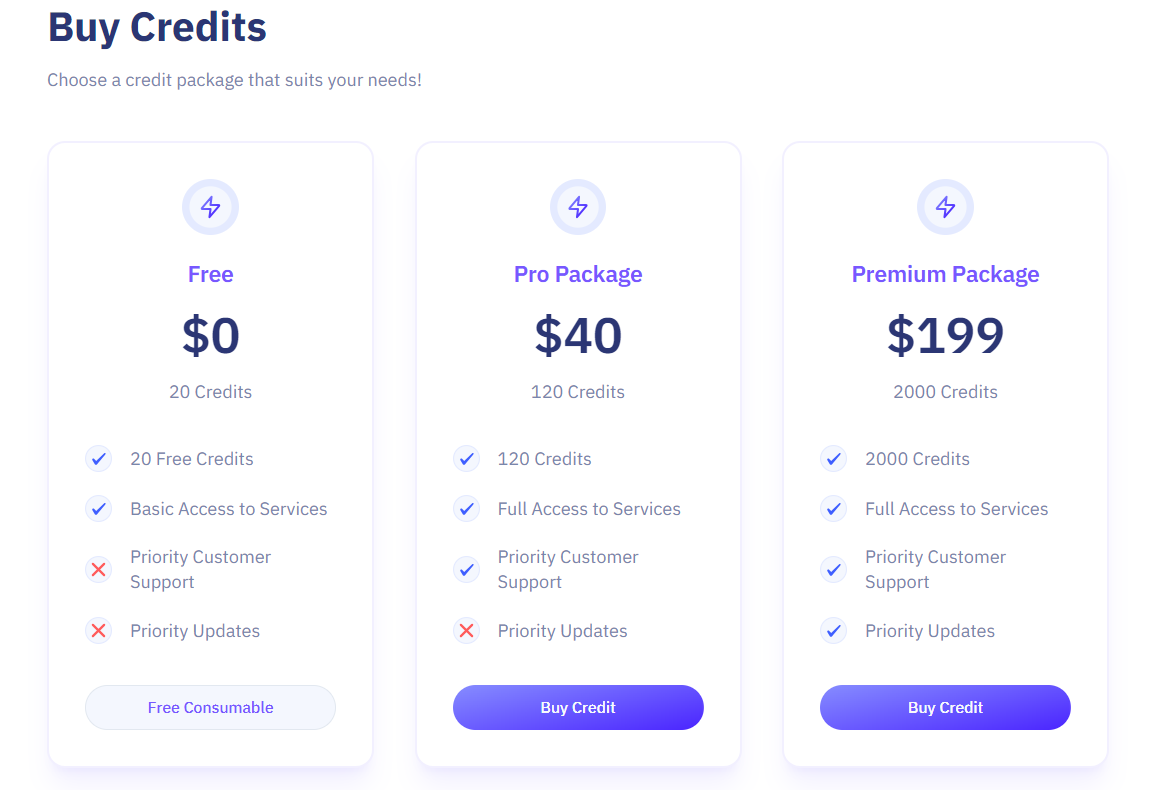 Buy Credits
Choose a credit package that suits your needs!
Free
$0
20 Credits
20 Free Credits
Basic Access to Services
Priority Customer
Support
Priority Updates
Free Consumable
Pro Package
$40
120 Credits
120 Credits
Full Access to Services
Priority Customer
Support
Priority Updates
Buy Credit
Premium Package
$199
2000 Credits
2000 Credits
Full Access to Services
Priority Customer
Support
Priority Updates
Buy Credit